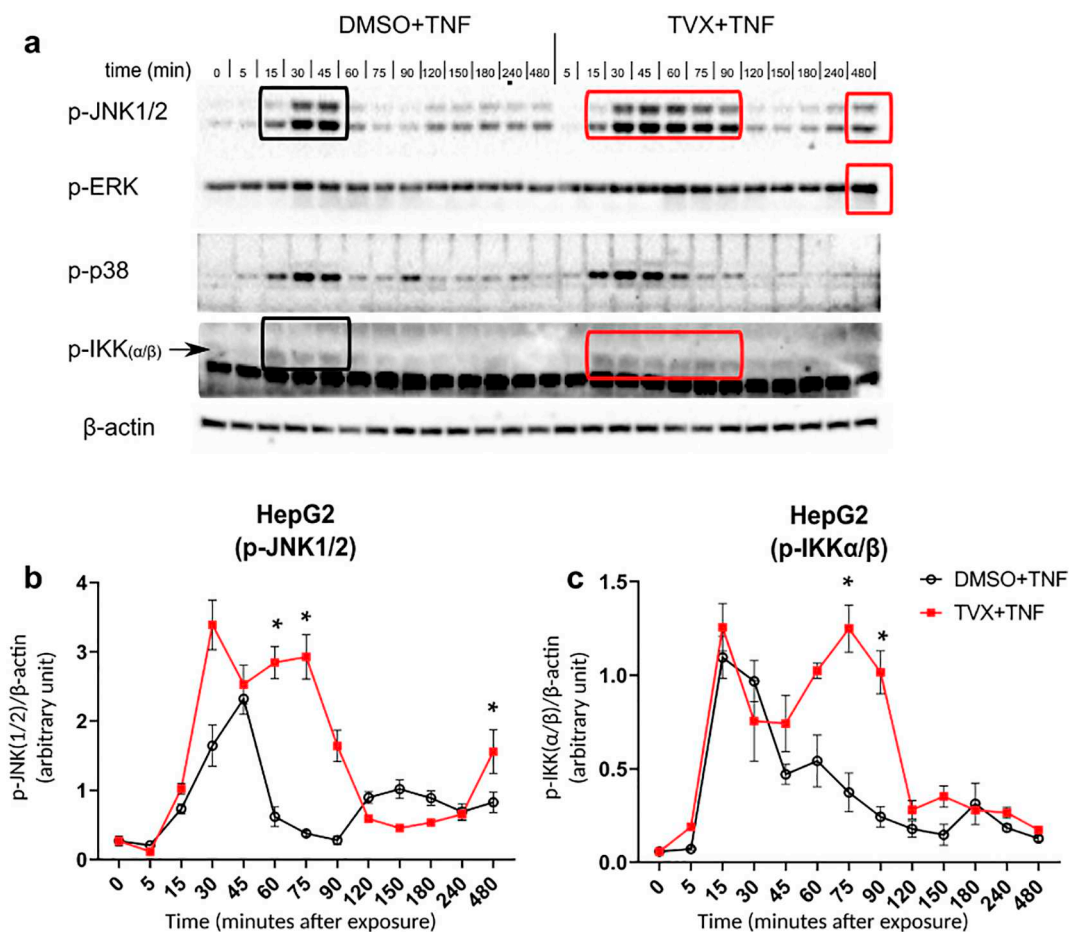 a
DMSO+TNF TVX+TNF
time (min) 0 5 15 30 45 60 75 90 120 150 180 240 480 5 15 30 45 60 75 90 120 150 180 240 480
p-JNK1/2
p-ERK
p-p38
p-IKK(α/β)
β-actin
b
HepG2
(p-JNK1/2)
p-JNK(1/2)/β-actin
(arbitrary unit)
4
3
2
1
0
* * *
0 5 15 30 45 60 75 90 120 150 180 240 480
Time (minutes after exposure)
c
HepG2
(p-IKKα/β)
DMSO+TNF
TVX+TNF
p-IKK(α/β)/β-actin
(arbitrary unit)
1.5
1.0
0.5
0.0
* *
0 5 15 30 45 60 75 90 120 150 180 240 480
Time (minutes after exposure)